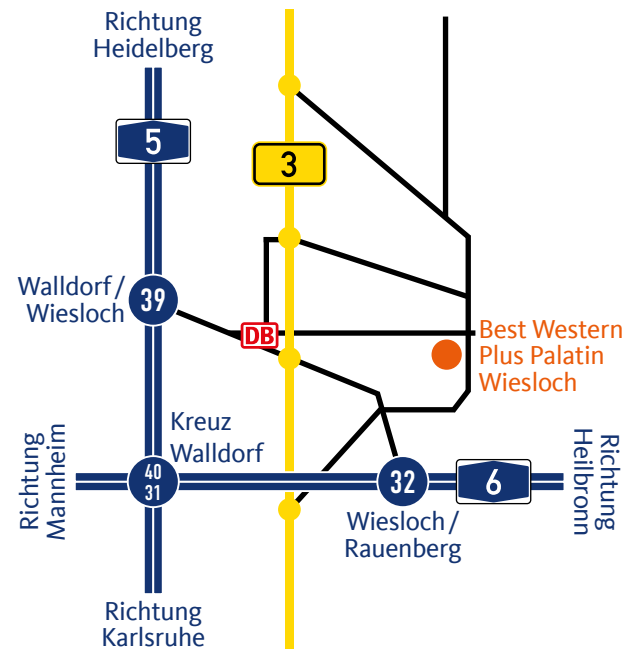 Richtung
Heidelberg
5
3
Walldorf/
Wiesloch
39
DB
Best Western
Plus Palatin
Wiesloch
Kreuz
Walldorf
Richtung
Mannheim
40
31
32
6
Richtung
Heilbronn
Wiesloch/
Rauenberg
Richtung
Karlsruhe